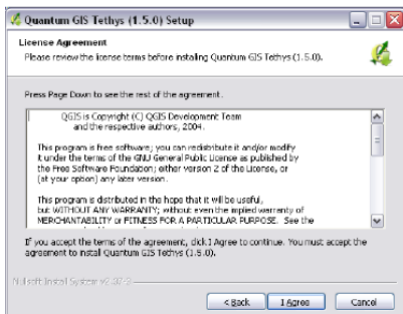 Quantum GIS Tethys (1.5.0) Setup
License Agreement
Please review the license terms before installing Quantum GIS Tethys (1.5.0).
Press Page Down to see the rest of the agreement.
QGIS is Copyright (C) QGIS Development Team
and the respective authors, 2004.
This program is free software; you can redistribute it and/or modify
it under the terms of the GNU General Public License as published by
the Free Software Foundation; either version 2 of the License, or
(at your option) any later version.
This program is distributed in the hope that it will be useful,
but WITHOUT ANY WARRANTY; without even the implied warranty of
MERCHANTABILITY or FITNESS FOR A PARTICULAR PURPOSE. See the
If you accept the terms of the agreement, click I Agree to continue. You must accept the
agreement to install Quantum GIS Tethys (1.5.0).
Nullsoft Install System
< Back
I Agree
Cancel